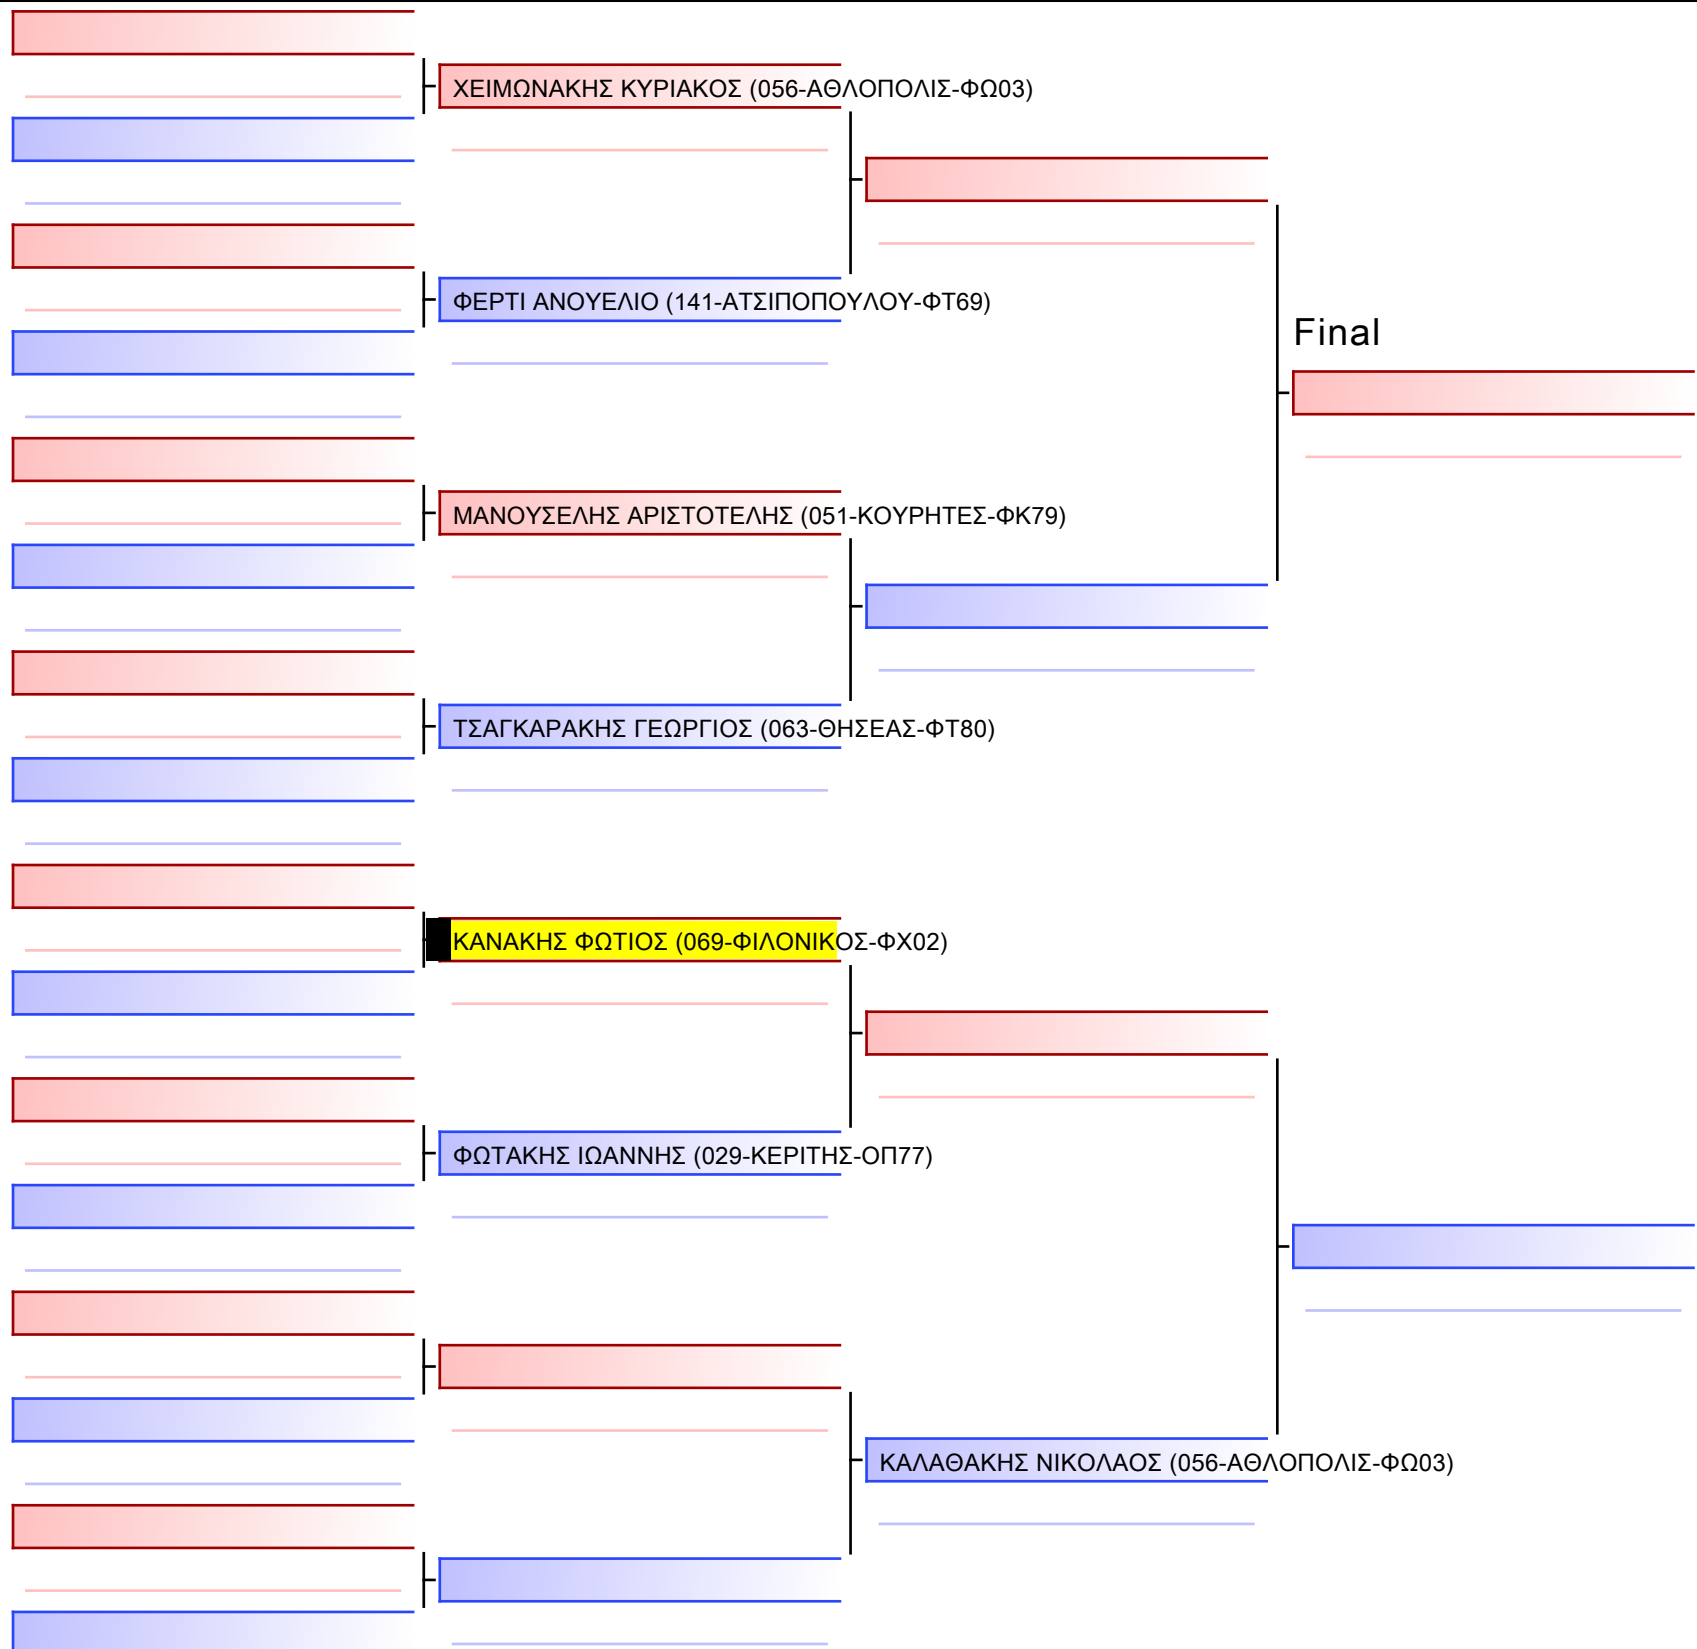 ΧΕΙΜΩΝΑΚΗΣ ΚΥΡΙΑΚΟΣ (056-ΑΘΛΟΠΟΛΙΣ-ΦΩ03)
ΦΕΡΤΙ ΑΝΟΥΕΛΙΟ (141-ΑΤΣΙΠΟΠΟΥΛΟΥ-ΦΤ69)
Final
ΜΑΝΟΥΣΕΛΗΣ ΑΡΙΣΤΟΤΕΛΗΣ (051-ΚΟΥΡΗΤΕΣ-ΦΚ79)
ΤΣΑΓΚΑΡΑΚΗΣ ΓΕΩΡΓΙΟΣ (063-ΘΗΣΕΑΣ-ΦΤ80)
ΚΑΝΑΚΗΣ ΦΩΤΙΟΣ (069-ΦΙΛΟΝΙΚΟΣ-ΦΧ02)
ΦΩΤΑΚΗΣ ΙΩΑΝΝΗΣ (029-ΚΕΡΙΤΗΣ-ΟΠ77)
ΚΑΛΑΘΑΚΗΣ ΝΙΚΟΛΑΟΣ (056-ΑΘΛΟΠΟΛΙΣ-ΦΩ03)